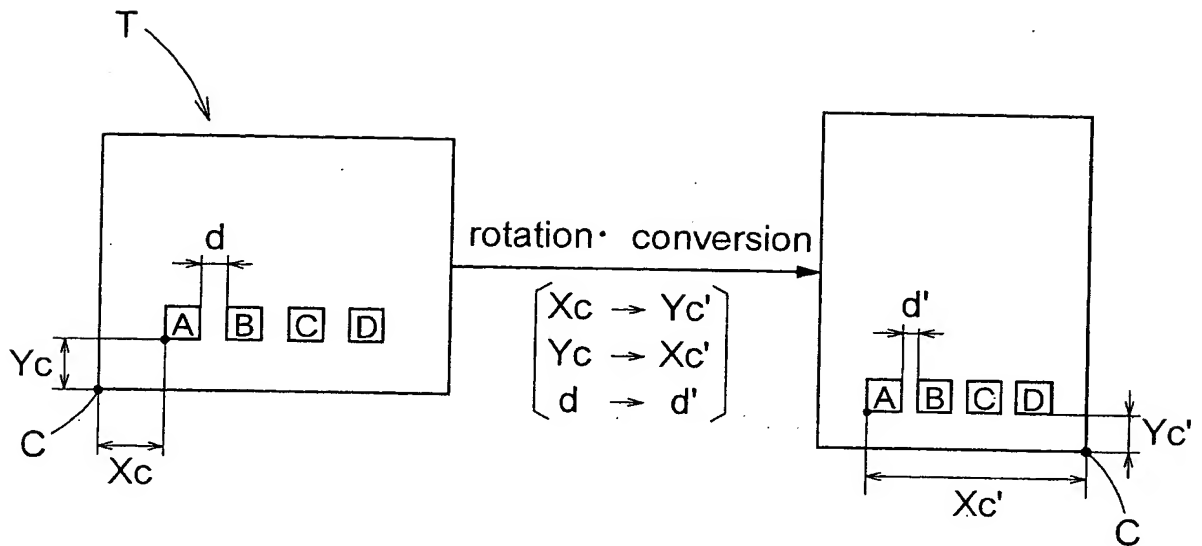 T
d
A B C D
Yc
C
Xc
rotation· conversion
Xc → Yc'
Yc → Xc'
d → d'
d'
A B C D
Yc'
Xc'
C